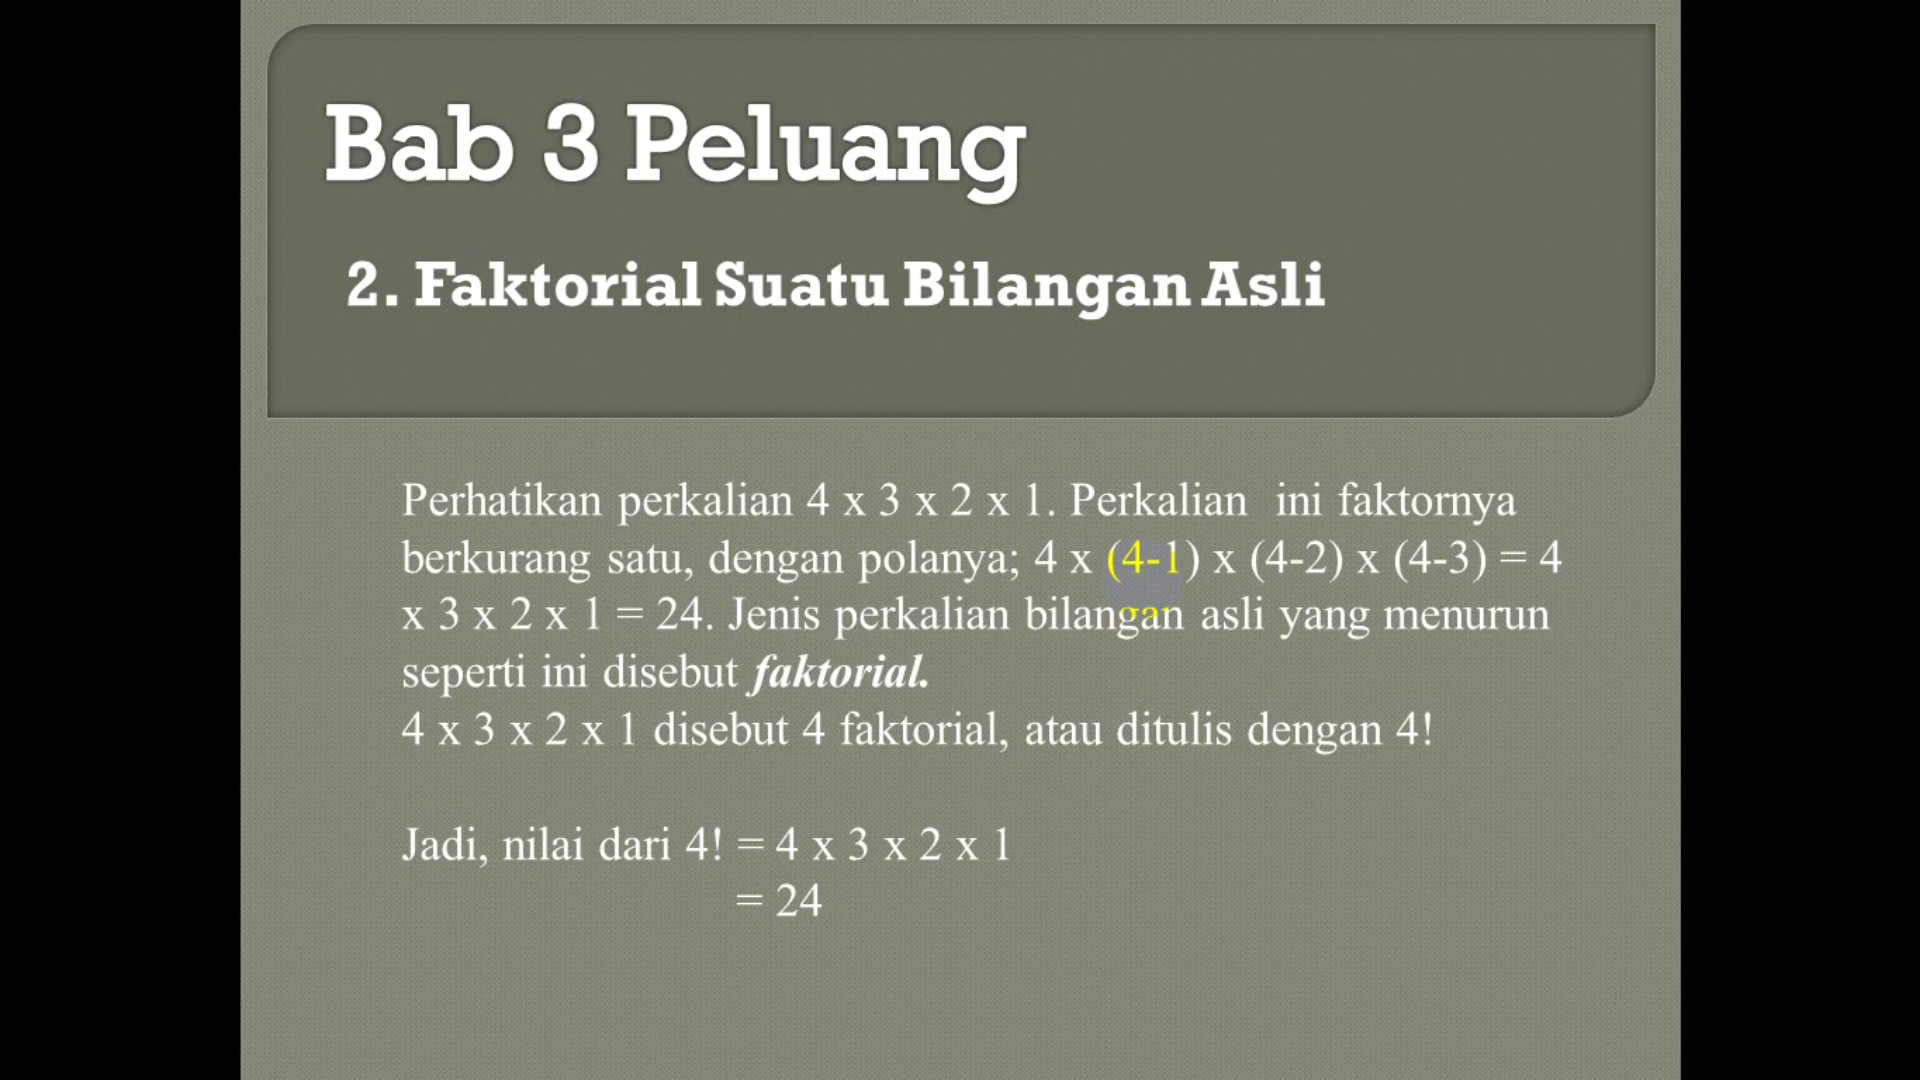 Bab 3 Peluang
2. Faktorial Suatu Bilangan Asli
Perhatikan perkalian 4 x 3 x 2 x 1. Perkalian ini faktornya
berkurang satu, dengan polanya; 4 x (4-1) x (4-2) x (4-3) = 4
x 3 x 2 x 1 = 24. Jenis perkalian bilangan asli yang menurun
seperti ini disebut faktorial.
4 x 3 x 2 x 1 disebut 4 faktorial, atau ditulis dengan 4!
Jadi, nilai dari 4! = 4 x 3 x 2 x 1
= 24